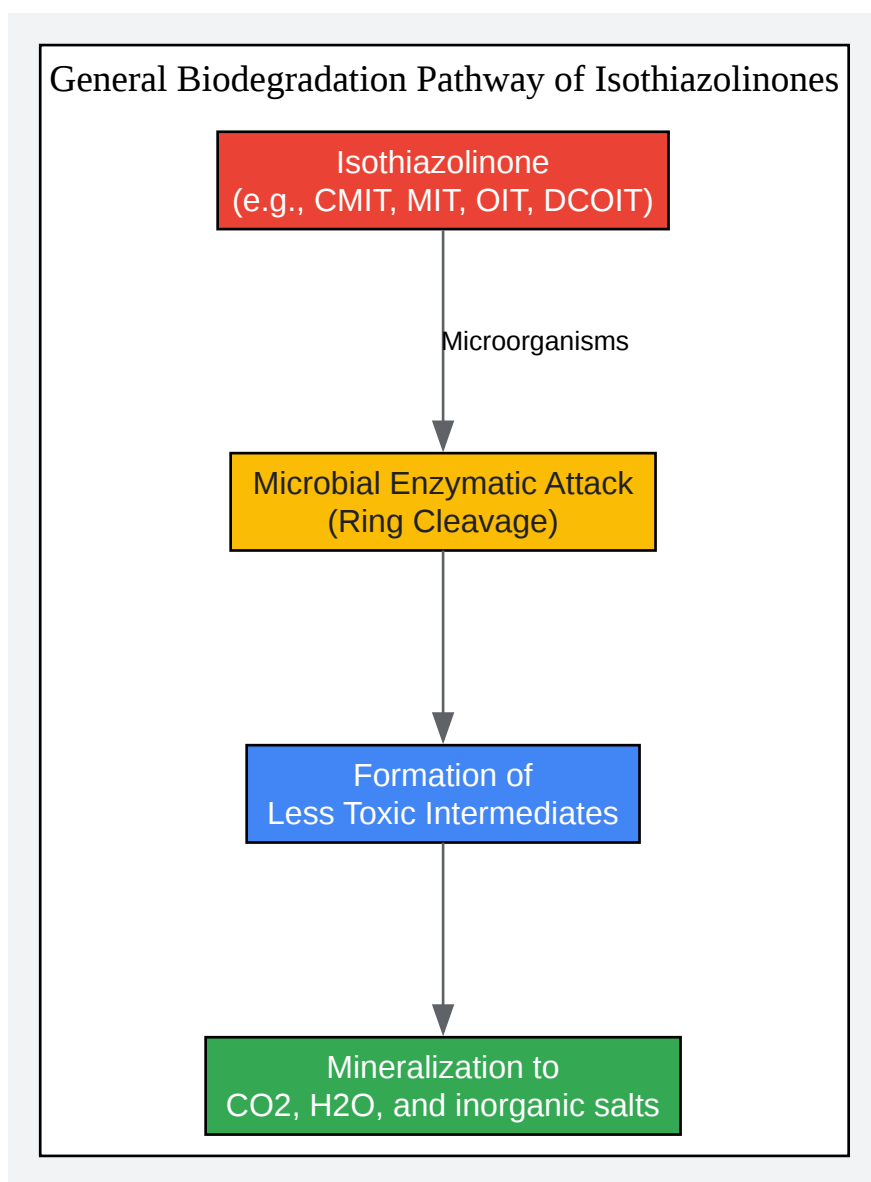 General Biodegradation Pathway of Isothiazolinones
Isothiazolinone
(e.g., CMIT, MIT, OIT, DCOIT)
Microorganisms
Microbial Enzymatic Attack
(Ring Cleavage)
Formation of
Less Toxic Intermediates
Mineralization to
CO2, H2O, and inorganic salts